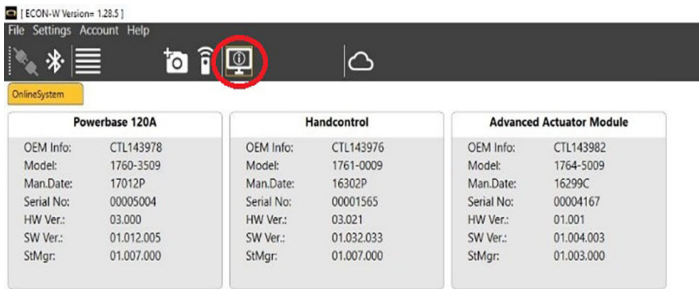 [ ECON-W Version= 1.28.5 ]
File Settings Account Help
OnlineSystem
Powerbase 120A
OEM Info: CTL143978
Model: 1760-3509
Man.Date: 17012P
Serial No: 00005004
HW Ver.: 03.000
SW Ver.: 01.012.005
StMgr: 01.007.000
Handcontrol
OEM Info: CTL143976
Model: 1761-0009
Man.Date: 16302P
Serial No: 00001565
HW Ver.: 03.021
SW Ver.: 01.032.033
StMgr: 01.007.000
Advanced Actuator Module
OEM Info: CTL143982
Model: 1764-5009
Man.Date: 16299C
Serial No: 00004167
HW Ver.: 01.001
SW Ver.: 01.004.003
StMgr: 01.003.000